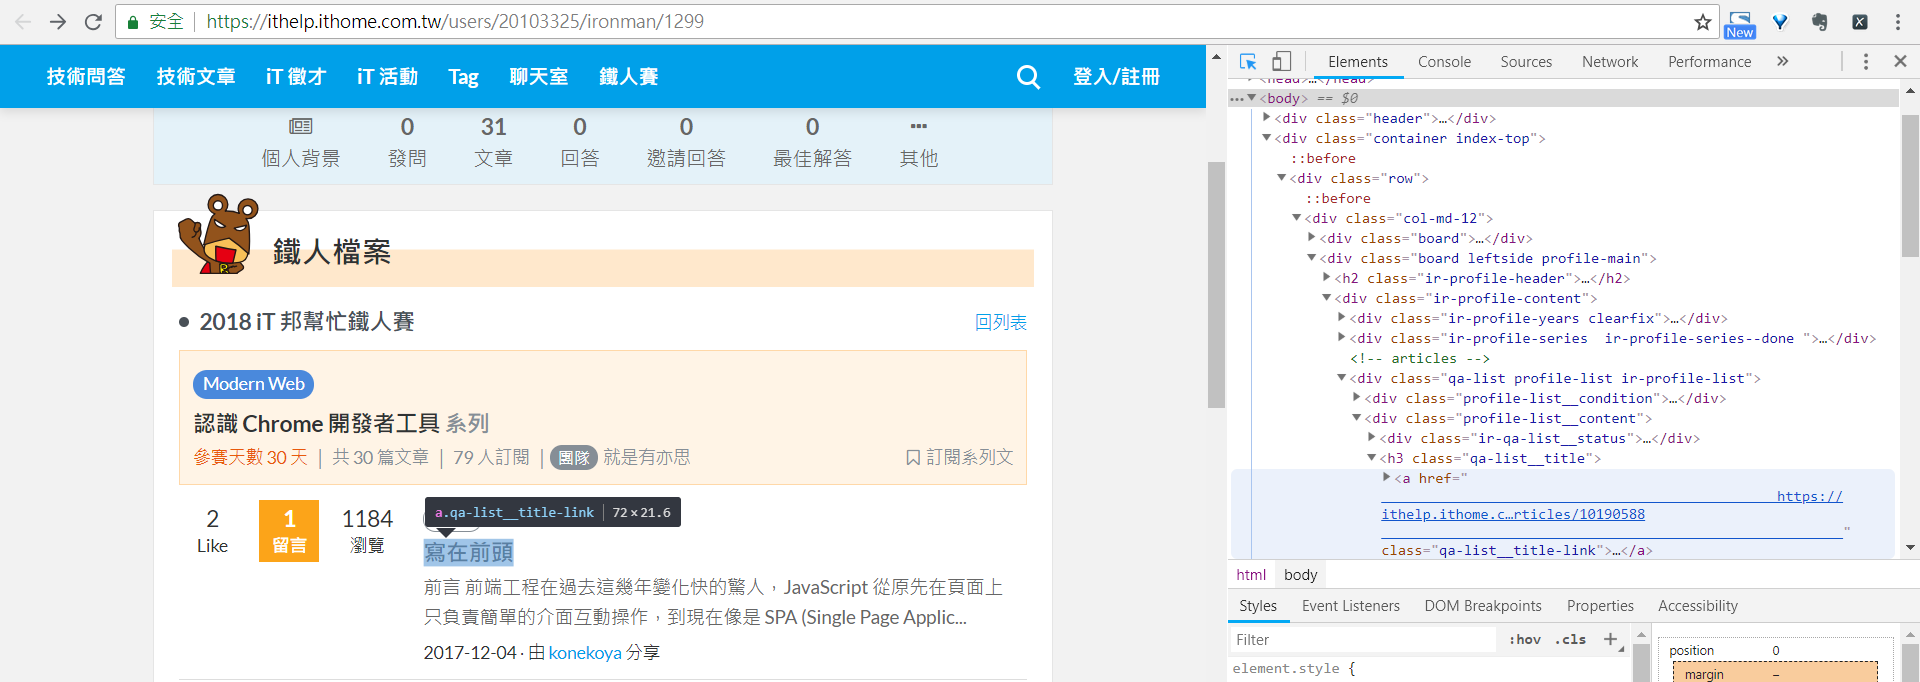 安全 https://ithelp.ithome.com.tw/users/20103325/ironman/1299
New
技術問答 技術文章 iT 徵才 iT 活動 Tag 聊天室 鐵人賽 登入/註冊
0 31 0 0 0
個人背景 發問 文章 回答 邀請回答 最佳解答 其他
鐵人檔案
2018 iT 邦幫忙鐵人賽 回列表
Modern Web
認識 Chrome 開發者工具 系列
參賽天數 30 天 | 共 30 篇文章 | 79 人訂閱 | 團隊 就是有亦思 訂閱系列文
2 1 1184
Like 留言 瀏覽
a.qa-list__title-link 72 × 21.6
寫在前頭
前言 前端工程在過去這幾年變化快的驚人，JavaScript 從原先在頁面上
只負責簡單的介面互動操作，到現在像是 SPA (Single Page Applic...
2017-12-04 · 由 konekoya 分享
Elements Console Sources Network Performance »
<head>…</head>
<body> == $0
<div class="header">…</div>
<div class="container index-top">
::before
<div class="row">
::before
<div class="col-md-12">
<div class="board">…</div>
<div class="board leftside profile-main">
<h2 class="ir-profile-header">…</h2>
<div class="ir-profile-content">
<div class="ir-profile-years clearfix">…</div>
<div class="ir-profile-series  ir-profile-series--done ">…</div>
<!-- articles -->
<div class="qa-list profile-list ir-profile-list">
<div class="profile-list__condition">…</div>
<div class="profile-list__content">
<div class="ir-qa-list__status">…</div>
<h3 class="qa-list__title">
<a href="
https://
ithelp.ithome.c…rticles/10190588
"
class="qa-list__title-link">…</a>
html body
Styles Event Listeners DOM Breakpoints Properties Accessibility
Filter :hov .cls +
element.style {
position 0
margin –